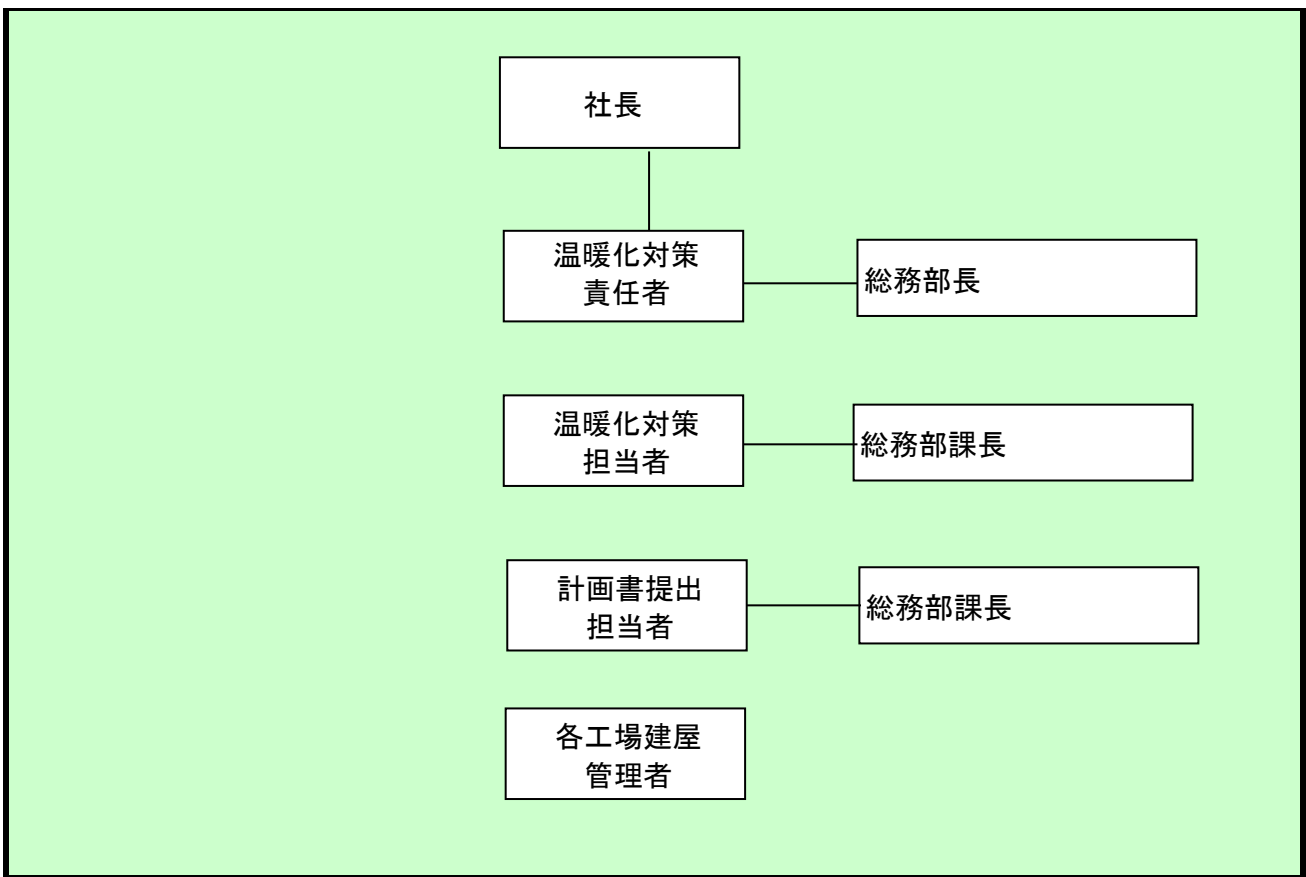 社長
温暖化対策
責任者
総務部長
温暖化対策
担当者
総務部課長
計画書提出
担当者
総務部課長
各工場建屋
管理者